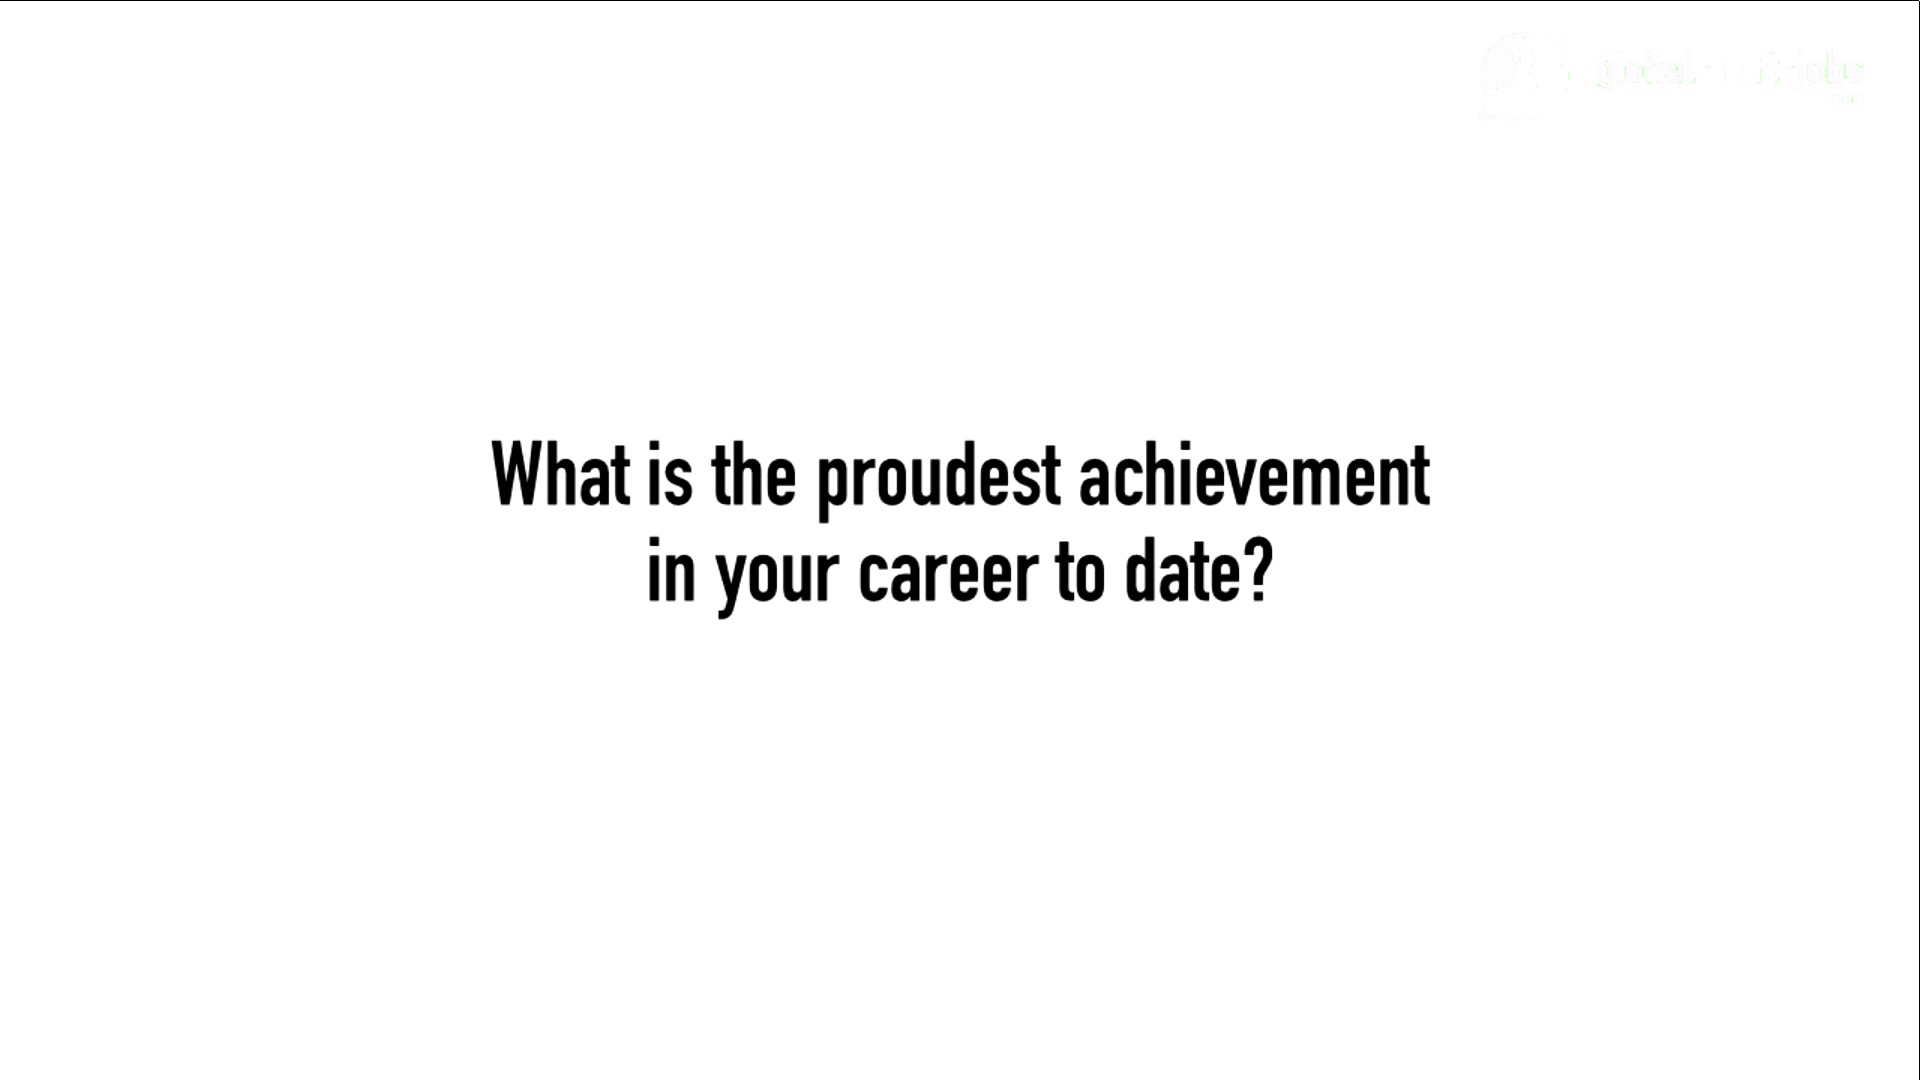 What is the proudest achievement
in your career to date?